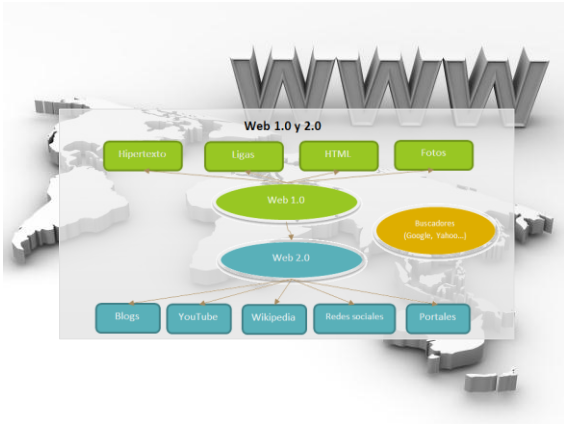 WWW
Web 1.0 y 2.0
Hipertexto
Ligas
HTML
Fotos
Web 1.0
Buscadores
(Google, Yahoo...)
Web 2.0
Blogs
YouTube
Wikipedia
Redes sociales
Portales